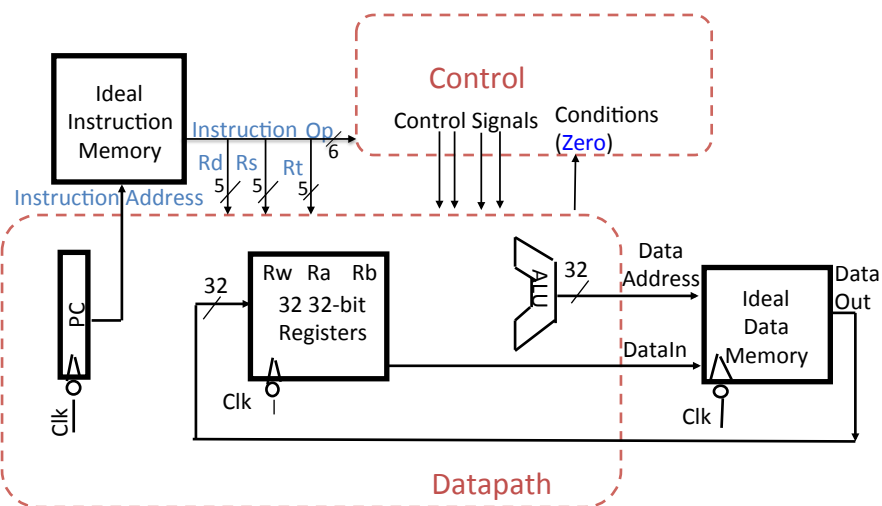 Control
Ideal
Instruction
Memory
Instruction Op
6
Control Signals
Conditions
(Zero)
Rd Rs Rt
5 5 5
Instruction Address
PC
Clk
32
Rw Ra Rb
32 32-bit
Registers
Clk
ALU
32
Data
Address
DataIn
Ideal
Data
Memory
Clk
Data
Out
Datapath